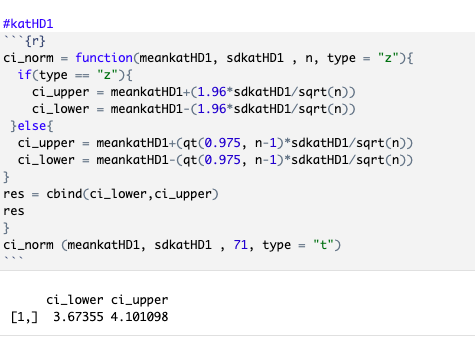 #katHD1
```{r}
ci_norm = function(meankatHD1, sdkatHD1 , n, type = "z"){
  if(type == "z"){
    ci_upper = meankatHD1+(1.96*sdkatHD1/sqrt(n))
    ci_lower = meankatHD1-(1.96*sdkatHD1/sqrt(n))
 }else{
  ci_upper = meankatHD1+(qt(0.975, n-1)*sdkatHD1/sqrt(n))
  ci_lower = meankatHD1-(qt(0.975, n-1)*sdkatHD1/sqrt(n))
}
res = cbind(ci_lower,ci_upper)
res
}
ci_norm (meankatHD1, sdkatHD1 , 71, type = "t")
```
     ci_lower ci_upper
[1,]  3.67355 4.101098